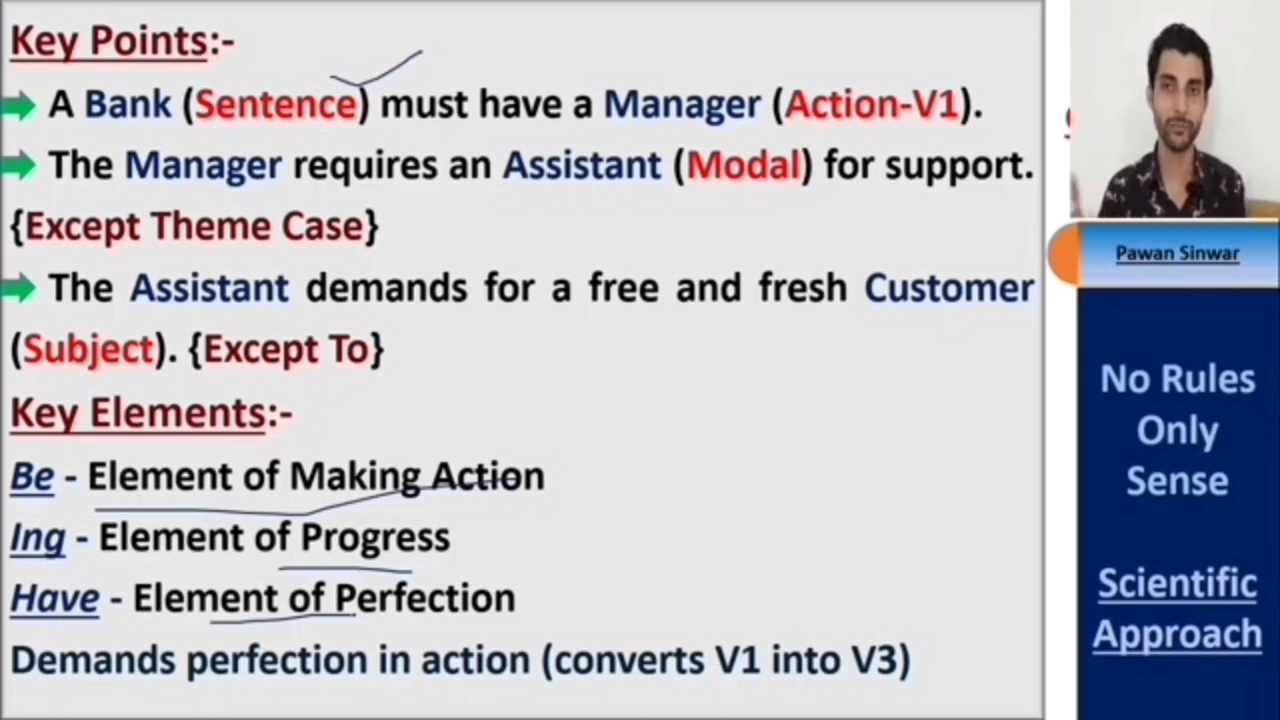 Key Points:-
A Bank (Sentence) must have a Manager (Action-V1).
The Manager requires an Assistant (Modal) for support.
{Except Theme Case}
The Assistant demands for a free and fresh Customer
(Subject). {Except To}
Key Elements:-
Be - Element of Making Action
Ing - Element of Progress
Have - Element of Perfection
Demands perfection in action (converts V1 into V3)
Pawan Sinwar
No Rules
Only
Sense
Scientific
Approach